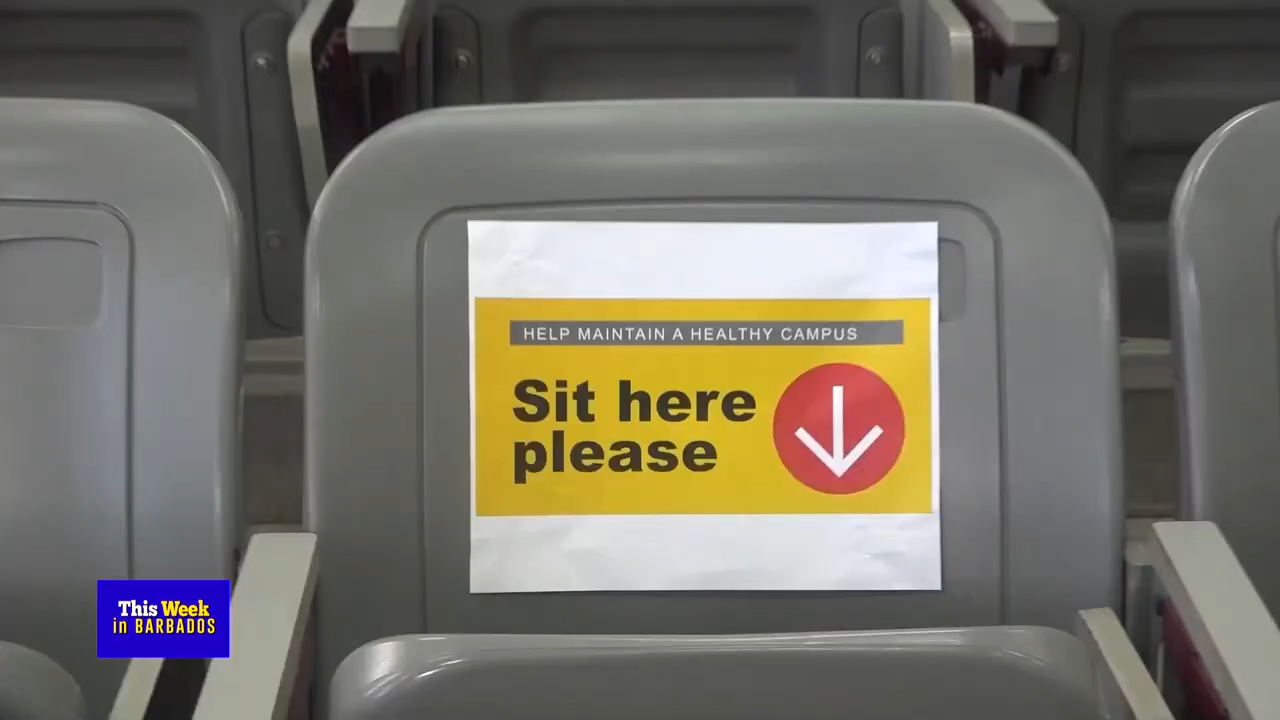 HELP MAINTAIN A HEALTHY CAMPUS
Sit here
please
This Week
in BARBADOS